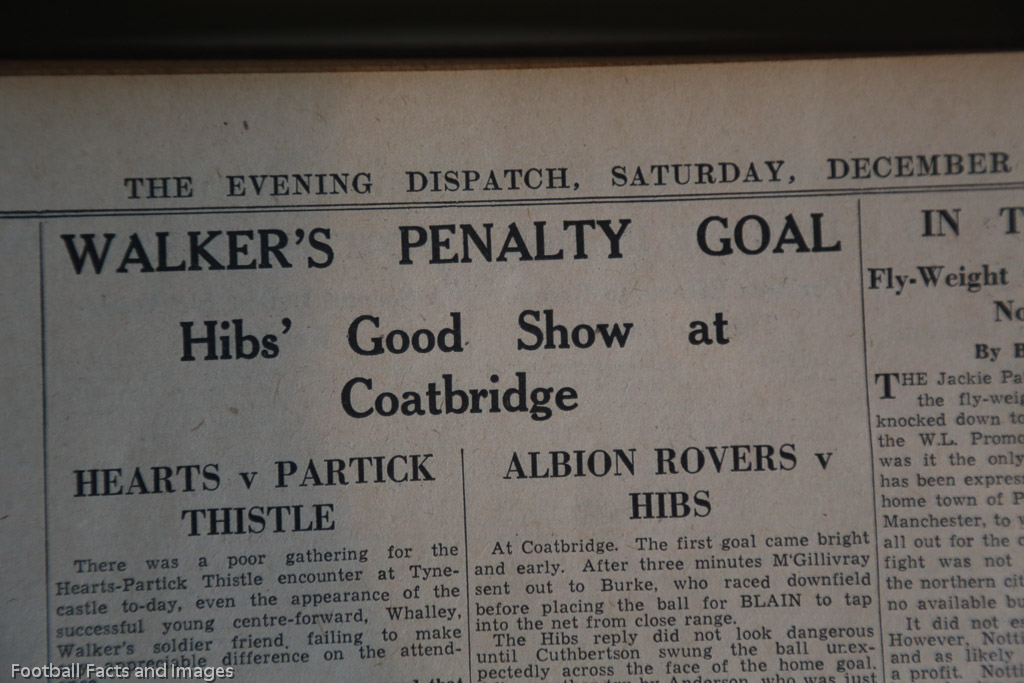 THE EVENING DISPATCH, SATURDAY, DECEMBER
WALKER'S PENALTY GOAL
Hibs' Good Show at
Coatbridge
HEARTS v PARTICK
THISTLE
There was a poor gathering for the
Hearts-Partick Thistle encounter at Tyne-
castle to-day, even the appearance of the
successful young centre-forward, Whalley,
Walker's soldier friend, failing to make
difference on the attend-
ALBION ROVERS v
HIBS
At Coatbridge. The first goal came bright
and early. After three minutes M'Gillivray
sent out to Burke, who raced downfield
before placing the ball for BLAIN to tap
into the net from close range.
The Hibs reply did not look dangerous
until Cuthbertson swung the ball unex-
pectedly across the face of the home goal.
by Anderson, who was just
IN T
Fly-Weight
No
By
THE Jackie Pa
the fly-weig
knocked down to
the W.L. Promo
was it the only
has been express
home town of P
Manchester, to
all out for the
fight was not
the northern cit
no available bu
It did not
However, Notti
and as likely
a profit. Notti
Football Facts and Images